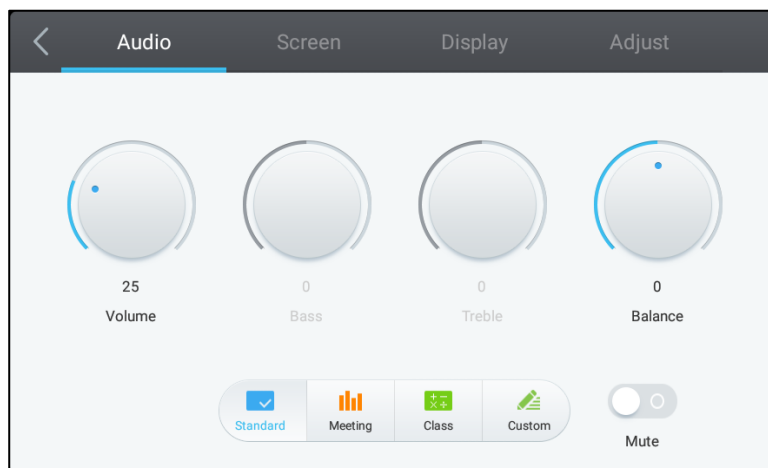 Audio Screen Display Adjust
25 0 0 0
Volume Bass Treble Balance
Standard Meeting Class Custom
Mute